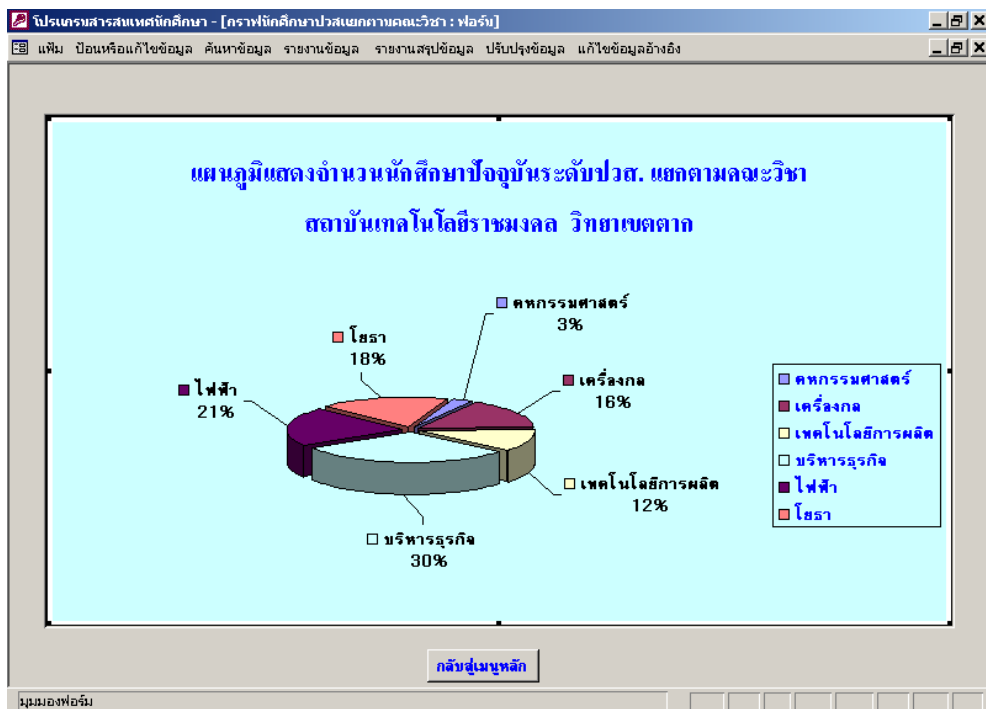 โปรแกรมสารสนเทศนักศึกษา - [กราฟนักศึกษาปวสแยกตามคณะวิชา : ฟอร์ม]
แฟ้ม ป้อนหรือแก้ไขข้อมูล ค้นหาข้อมูล รายงานข้อมูล รายงานสรุปข้อมูล ปรับปรุงข้อมูล แก้ไขข้อมูลอ้างอิง
แผนภูมิแสดงจำนวนนักศึกษาปัจจุบันระดับปวส. แยกตามคณะวิชา
สถาบันเทคโนโลยีราชมงคล วิทยาเขตตาก
คหกรรมศาสตร์
3%
โยธา
18%
เครื่องกล
16%
ไฟฟ้า
21%
เทคโนโลยีการผลิต
12%
บริหารธุรกิจ
30%
คหกรรมศาสตร์
เครื่องกล
เทคโนโลยีการผลิต
บริหารธุรกิจ
ไฟฟ้า
โยธา
กลับสู่เมนูหลัก
มุมมองฟอร์ม